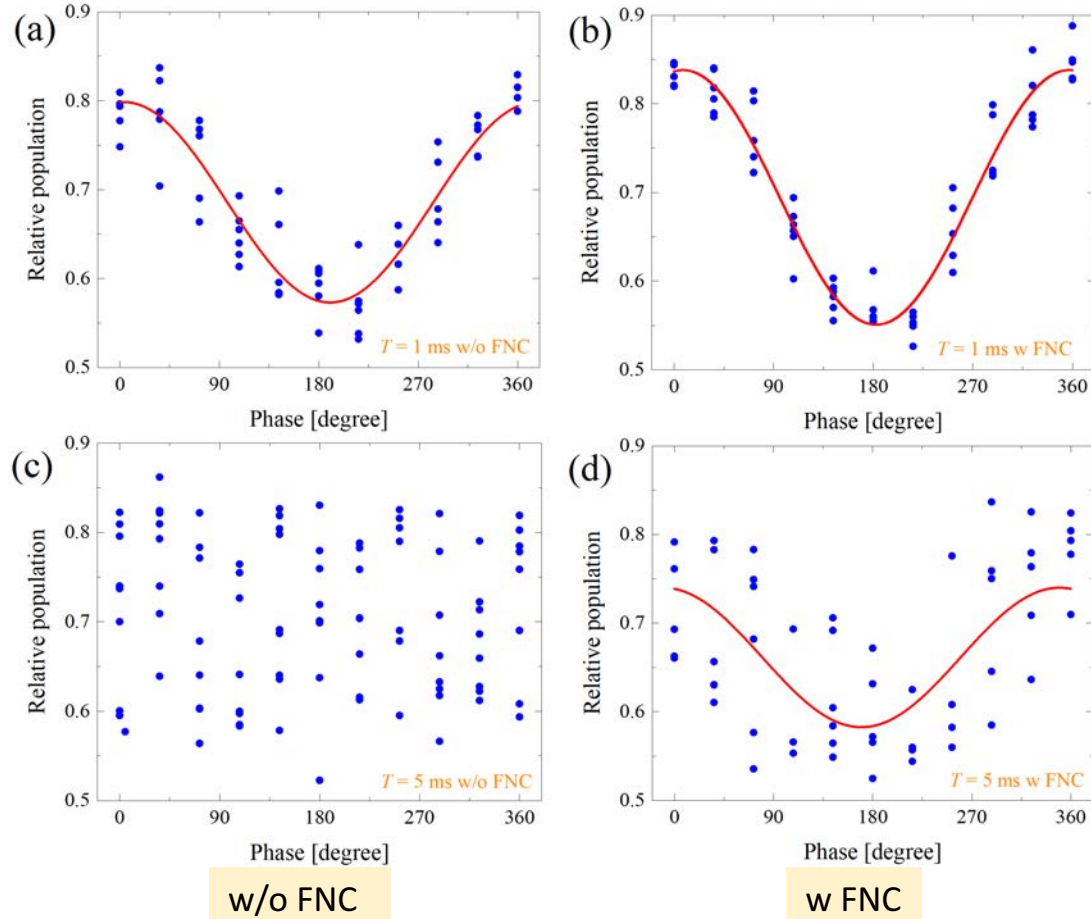 (a)
0.9
0.8
0.7
0.6
0.5
Relative population
T = 1 ms w/o FNC
0 90 180 270 360
Phase [degree]
(b)
0.9
0.8
0.7
0.6
0.5
Relative population
T = 1 ms w FNC
0 90 180 270 360
Phase [degree]
(c)
0.9
0.8
0.7
0.6
0.5
Relative population
T = 5 ms w/o FNC
0 90 180 270 360
Phase [degree]
(d)
0.9
0.8
0.7
0.6
0.5
Relative population
T = 5 ms w FNC
0 90 180 270 360
Phase [degree]
w/o FNC
w FNC